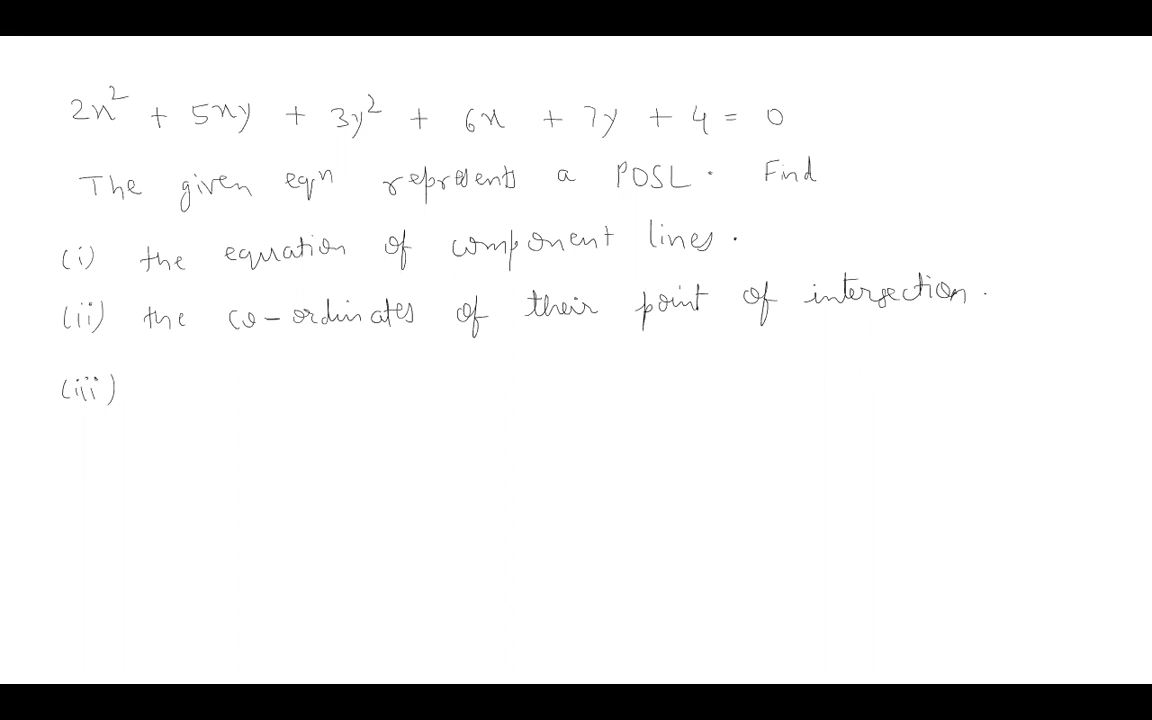 2x² + 5xy + 3y² + 6x + 7y + 4 = 0
The given eqⁿ represents a POSL. Find
(i) the equation of component lines.
(ii) the co-ordinates of their point of intersection.
(iii)